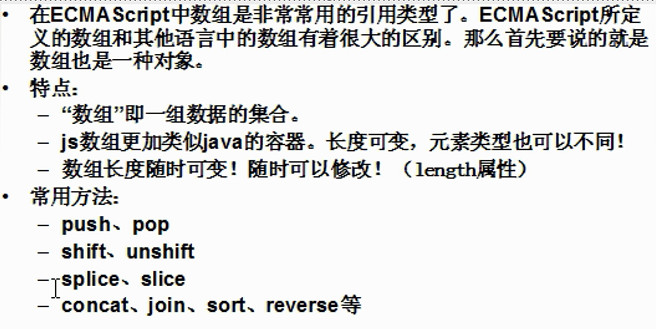 • 在ECMAScript中数组是非常常用的引用类型了。ECMAScript所定
义的数组和其他语言中的数组有着很大的区别。那么首先要说的就是
数组也是一种对象。
• 特点：
– “数组”即一组数据的集合。
– js数组更加类似java的容器。长度可变，元素类型也可以不同！
– 数组长度随时可变！随时可以修改！（length属性）
• 常用方法：
– push、pop
– shift、unshift
– splice、slice
– concat、join、sort、reverse等